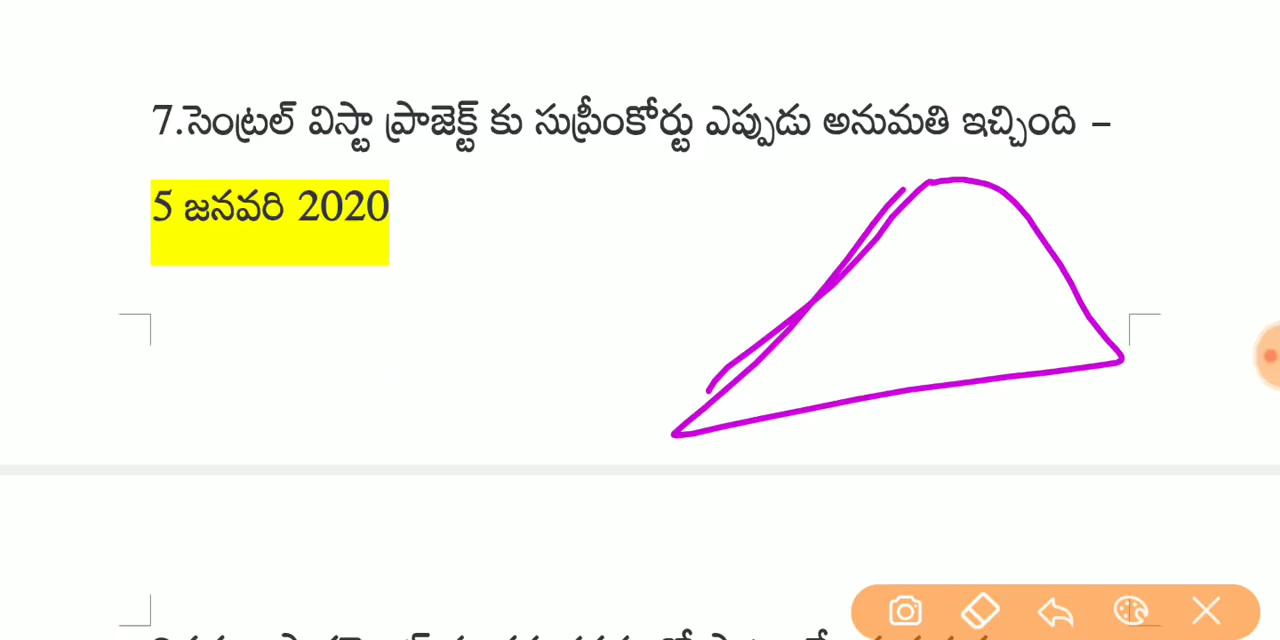 7.సెంట్రల్ విస్టా ప్రాజెక్ట్ కు సుప్రీంకోర్టు ఎప్పుడు అనుమతి ఇచ్చింది –
5 జనవరి 2020